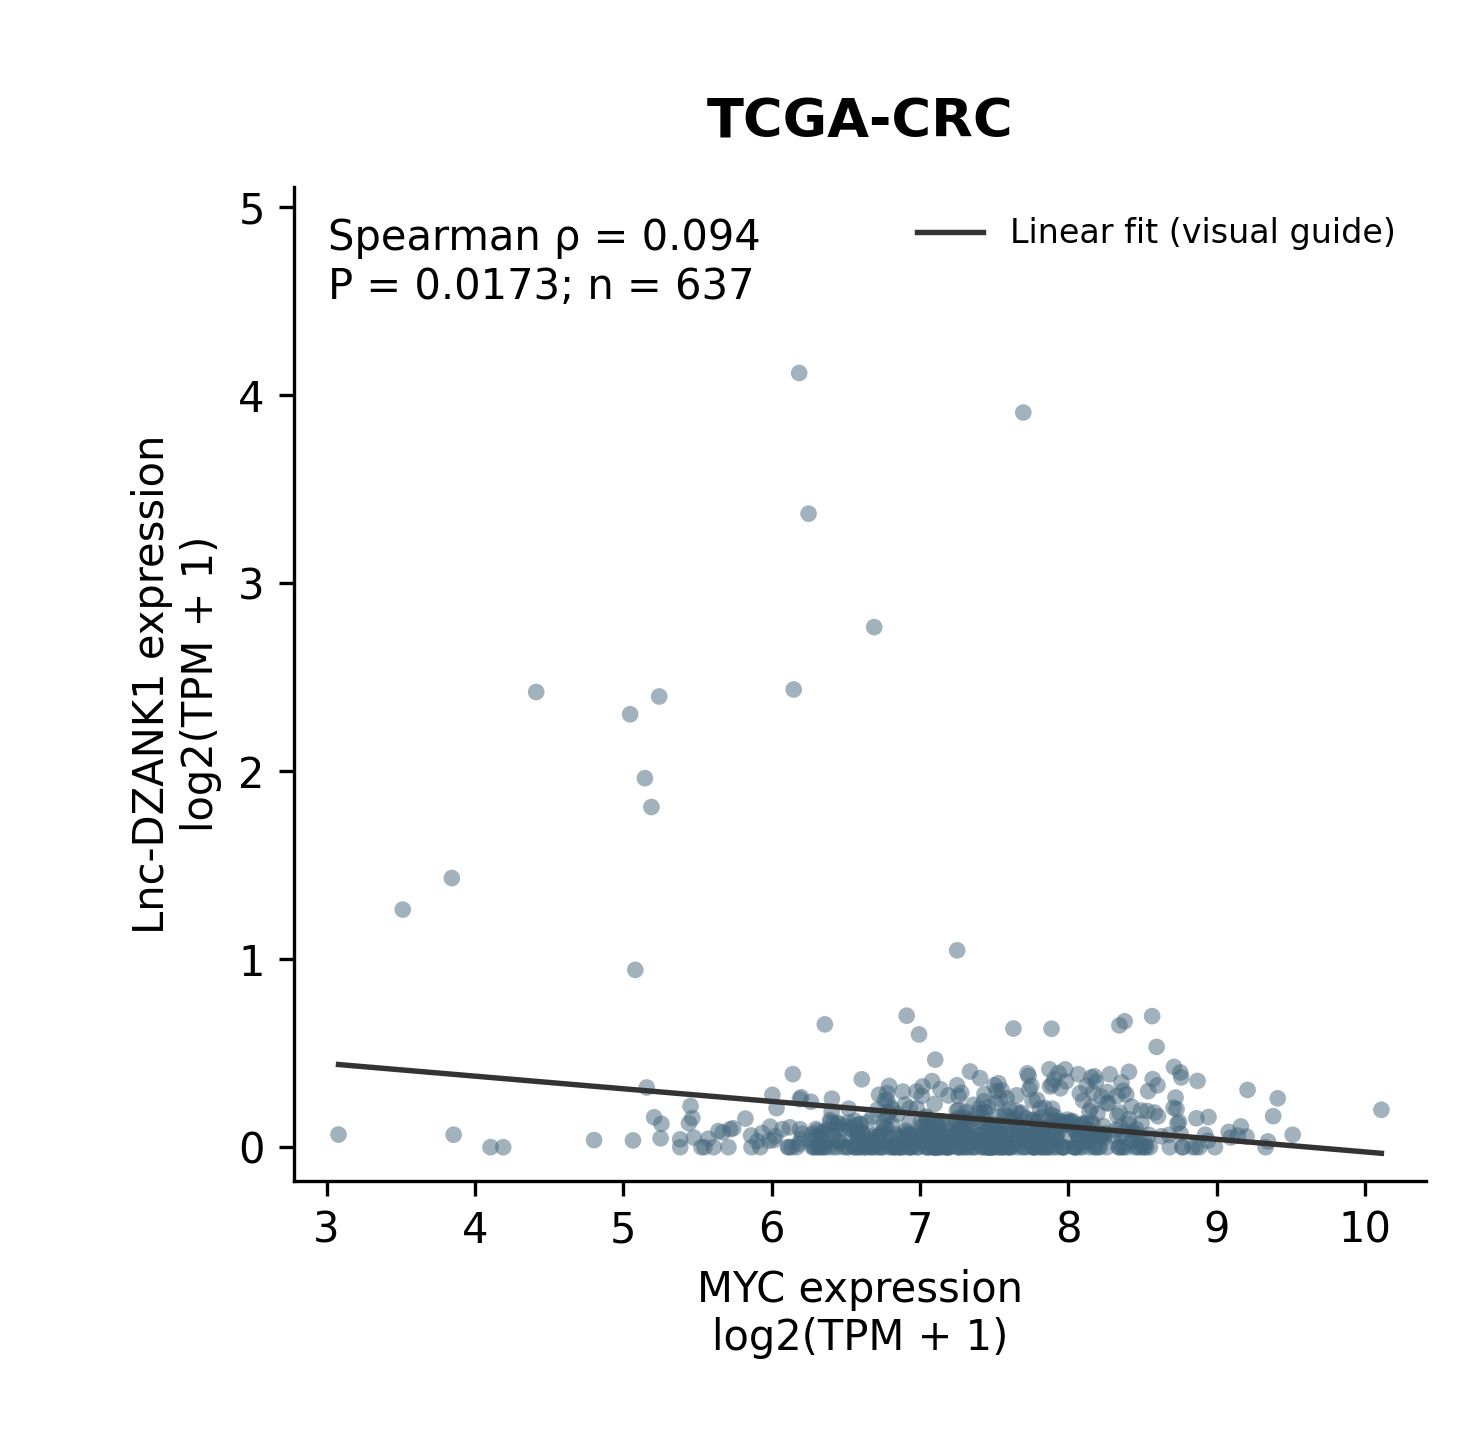 TCGA-CRC
Spearman ρ = 0.094
P = 0.0173; n = 637
Linear fit (visual guide)
Lnc-DZANK1 expression
log2(TPM + 1)
5
4
3
2
1
0
3 4 5 6 7 8 9 10
MYC expression
log2(TPM + 1)